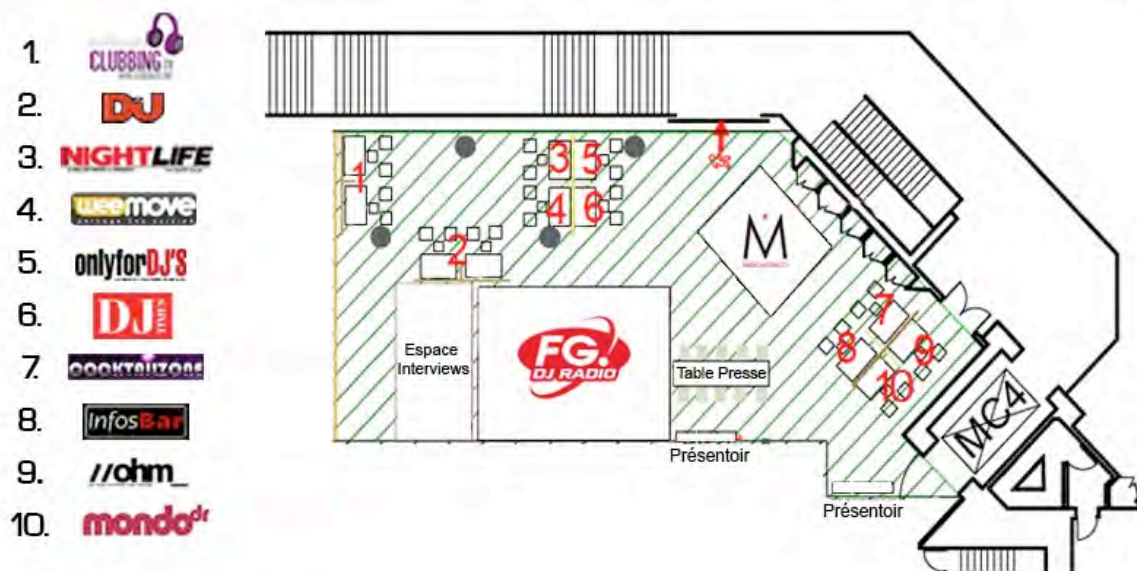 1.
CLUBBING TV
2.
DJ
3.
NIGHTLIFE
4.
weemove
5.
onlyforDJ'S
6.
DJ TIMES
7.
COCKTAILZONE
8.
InfosBar
9.
//ohm_
10.
mondodr
1
2
3
5
4
6
M
7
8
9
10
MC4
Espace
Interviews
FG.
DJ RADIO
Table Presse
Présentoir
Présentoir